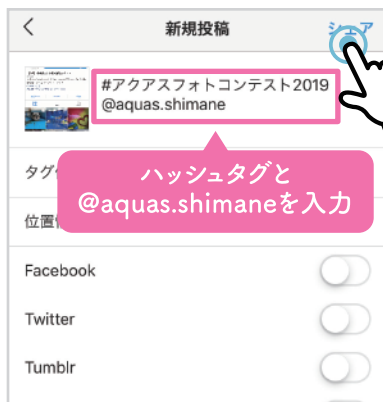 新規投稿
シェア
#アクアスフォトコンテスト2019
@aquas.shimane
ハッシュタグと
@aquas.shimaneを入力
タグ
位置
Facebook
Twitter
Tumblr